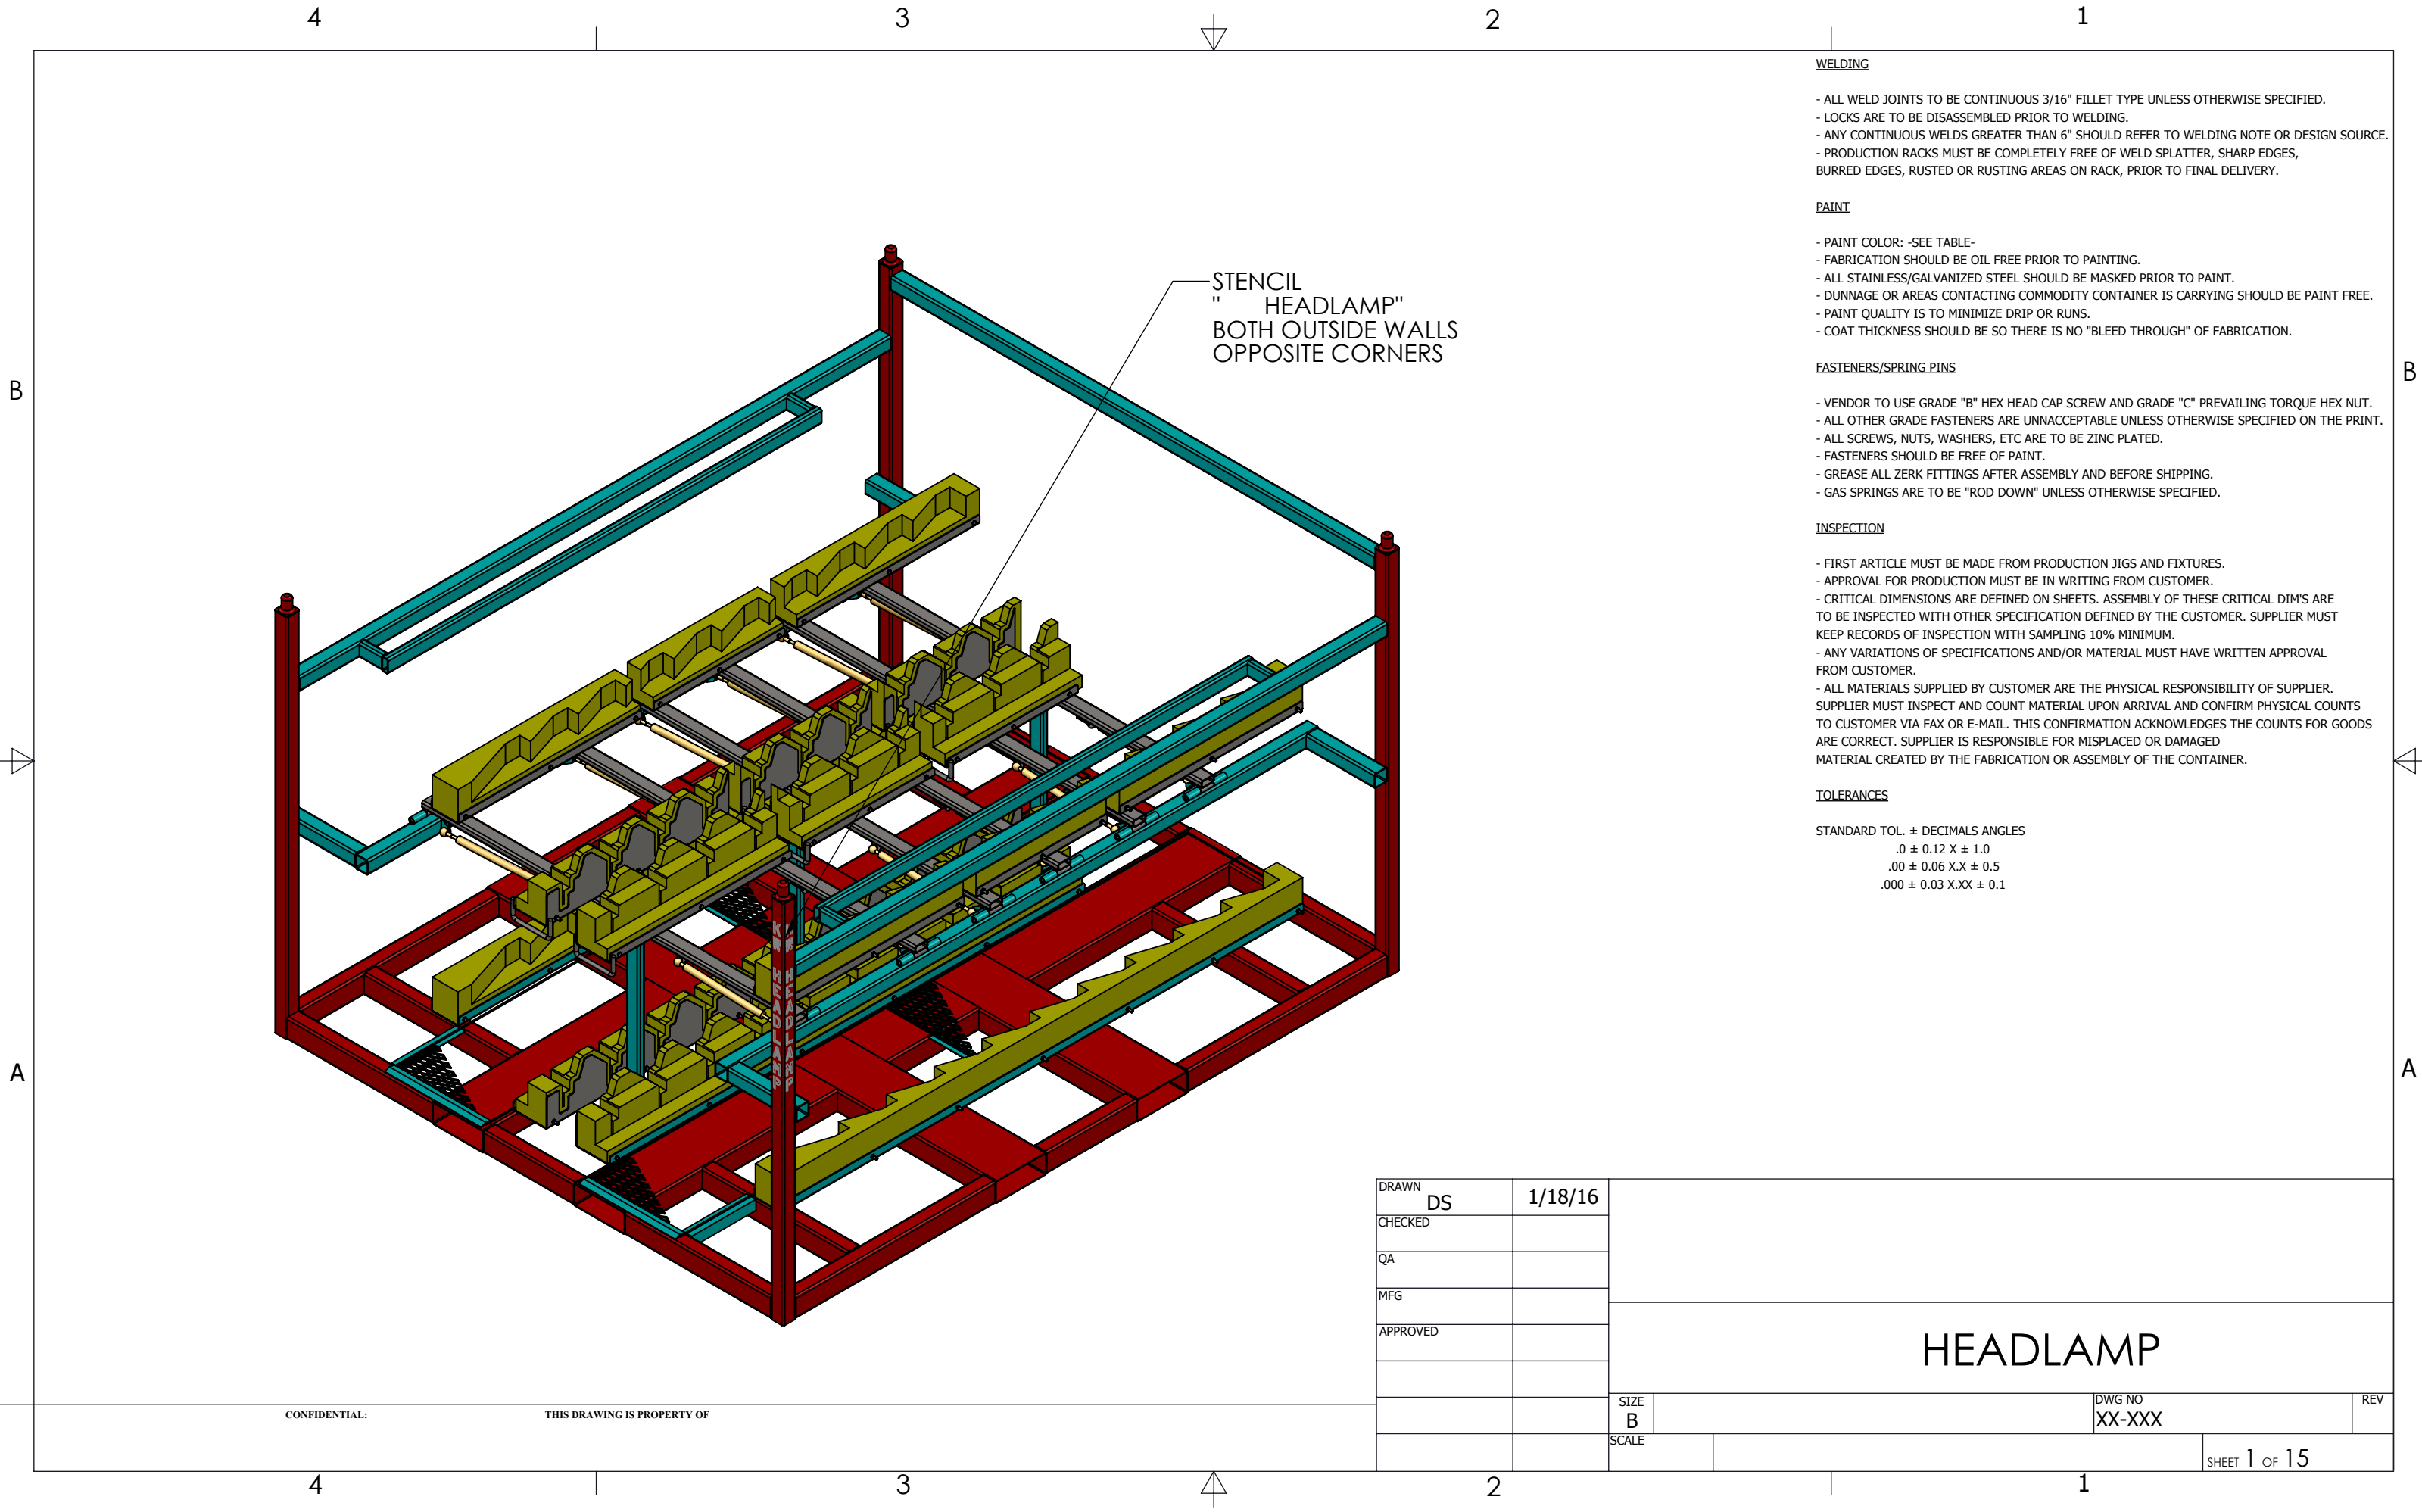 4 3 2 1
WELDING
- ALL WELD JOINTS TO BE CONTINUOUS 3/16" FILLET TYPE UNLESS OTHERWISE SPECIFIED.
- LOCKS ARE TO BE DISASSEMBLED PRIOR TO WELDING.
- ANY CONTINUOUS WELDS GREATER THAN 6" SHOULD REFER TO WELDING NOTE OR DESIGN SOURCE.
- PRODUCTION RACKS MUST BE COMPLETELY FREE OF WELD SPLATTER, SHARP EDGES,
BURRED EDGES, RUSTED OR RUSTING AREAS ON RACK, PRIOR TO FINAL DELIVERY.
PAINT
- PAINT COLOR: -SEE TABLE-
- FABRICATION SHOULD BE OIL FREE PRIOR TO PAINTING.
- ALL STAINLESS/GALVANIZED STEEL SHOULD BE MASKED PRIOR TO PAINT.
- DUNNAGE OR AREAS CONTACTING COMMODITY CONTAINER IS CARRYING SHOULD BE PAINT FREE.
- PAINT QUALITY IS TO MINIMIZE DRIP OR RUNS.
- COAT THICKNESS SHOULD BE SO THERE IS NO "BLEED THROUGH" OF FABRICATION.
FASTENERS/SPRING PINS
- VENDOR TO USE GRADE "B" HEX HEAD CAP SCREW AND GRADE "C" PREVAILING TORQUE HEX NUT.
- ALL OTHER GRADE FASTENERS ARE UNNACCEPTABLE UNLESS OTHERWISE SPECIFIED ON THE PRINT.
- ALL SCREWS, NUTS, WASHERS, ETC ARE TO BE ZINC PLATED.
- FASTENERS SHOULD BE FREE OF PAINT.
- GREASE ALL ZERK FITTINGS AFTER ASSEMBLY AND BEFORE SHIPPING.
- GAS SPRINGS ARE TO BE "ROD DOWN" UNLESS OTHERWISE SPECIFIED.
INSPECTION
- FIRST ARTICLE MUST BE MADE FROM PRODUCTION JIGS AND FIXTURES.
- APPROVAL FOR PRODUCTION MUST BE IN WRITING FROM CUSTOMER.
- CRITICAL DIMENSIONS ARE DEFINED ON SHEETS. ASSEMBLY OF THESE CRITICAL DIM'S ARE
TO BE INSPECTED WITH OTHER SPECIFICATION DEFINED BY THE CUSTOMER. SUPPLIER MUST
KEEP RECORDS OF INSPECTION WITH SAMPLING 10% MINIMUM.
- ANY VARIATIONS OF SPECIFICATIONS AND/OR MATERIAL MUST HAVE WRITTEN APPROVAL
FROM CUSTOMER.
- ALL MATERIALS SUPPLIED BY CUSTOMER ARE THE PHYSICAL RESPONSIBILITY OF SUPPLIER.
SUPPLIER MUST INSPECT AND COUNT MATERIAL UPON ARRIVAL AND CONFIRM PHYSICAL COUNTS
TO CUSTOMER VIA FAX OR E-MAIL. THIS CONFIRMATION ACKNOWLEDGES THE COUNTS FOR GOODS
ARE CORRECT. SUPPLIER IS RESPONSIBLE FOR MISPLACED OR DAMAGED
MATERIAL CREATED BY THE FABRICATION OR ASSEMBLY OF THE CONTAINER.
TOLERANCES
STANDARD TOL. ± DECIMALS ANGLES
.0 ± 0.12 X ± 1.0
.00 ± 0.06 X.X ± 0.5
.000 ± 0.03 X.XX ± 0.1
STENCIL
" HEADLAMP"
BOTH OUTSIDE WALLS
OPPOSITE CORNERS
B B
HEADLAMP
HEADLAMP
A A
DRAWN
DS 1/18/16
CHECKED
QA
MFG
APPROVED
HEADLAMP
SIZE
B
DWG NO
XX-XXX
REV
SCALE
SHEET 1 OF 15
CONFIDENTIAL: THIS DRAWING IS PROPERTY OF
4 3 2 1